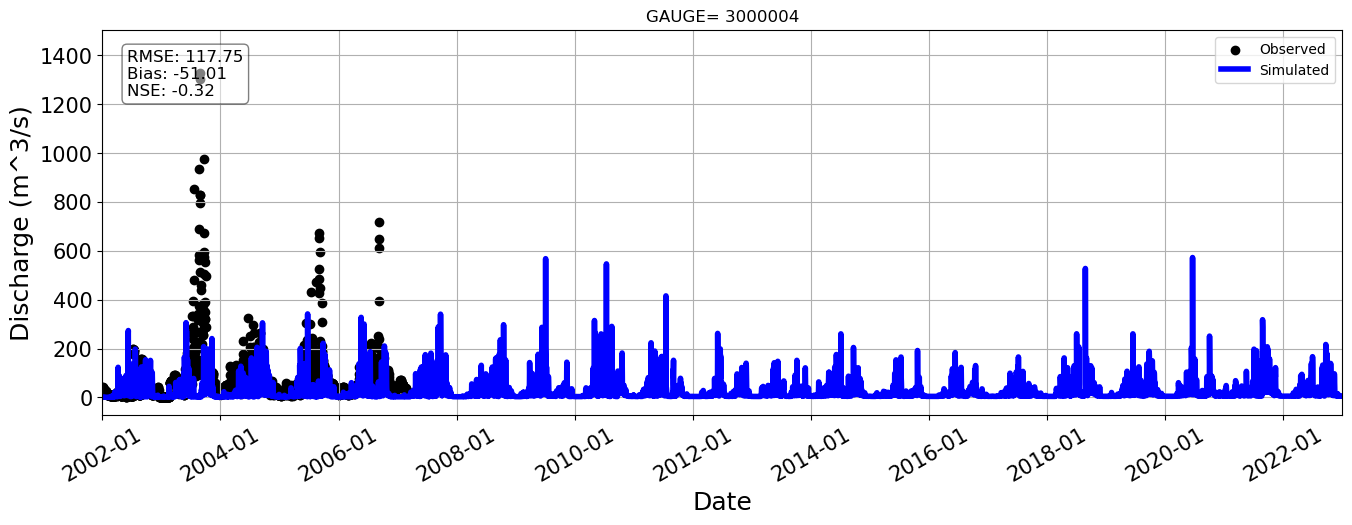 GAUGE= 3000004
RMSE: 117.75
Bias: -51.01
NSE: -0.32
Observed
Simulated
Discharge (m^3/s)
1400
1200
1000
800
600
400
200
0
2002-01
2004-01
2006-01
2008-01
2010-01
2012-01
2014-01
2016-01
2018-01
2020-01
2022-01
Date